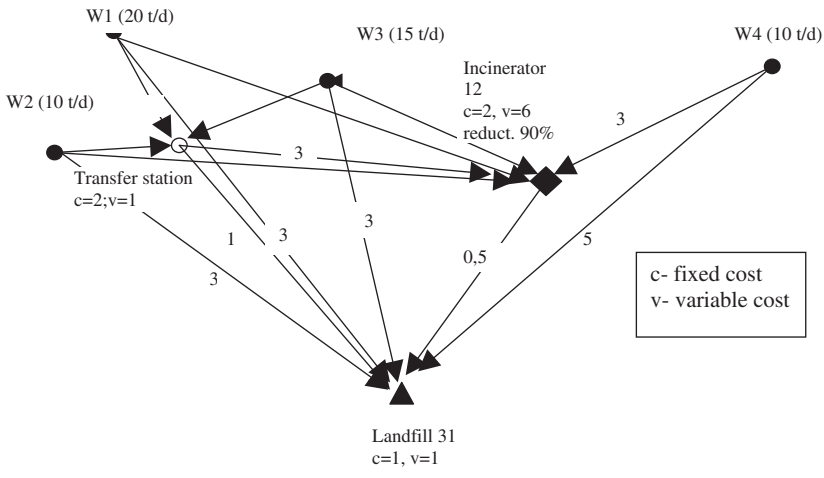 W1 (20 t/d)
W3 (15 t/d)
W4 (10 t/d)
Incinerator
12
c=2, v=6
reduct. 90%
W2 (10 t/d)
3
3
Transfer station
c=2;v=1
1
3
3
3
0,5
5
c- fixed cost
v- variable cost
Landfill 31
c=1, v=1